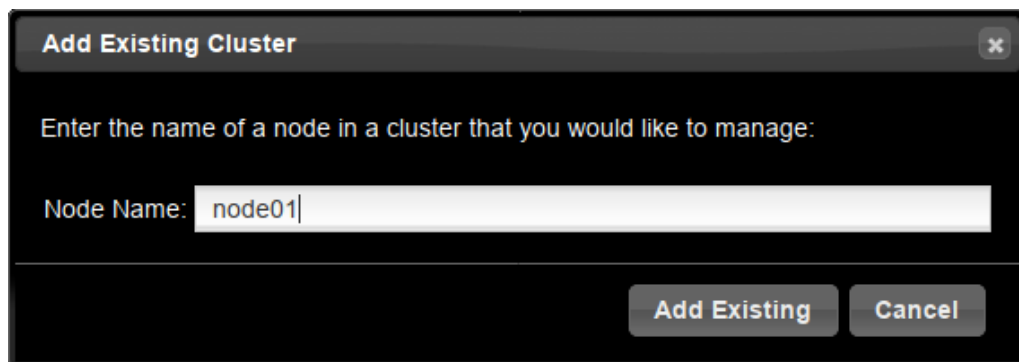 Add Existing Cluster
Enter the name of a node in a cluster that you would like to manage:
Node Name: node01
Add Existing Cancel